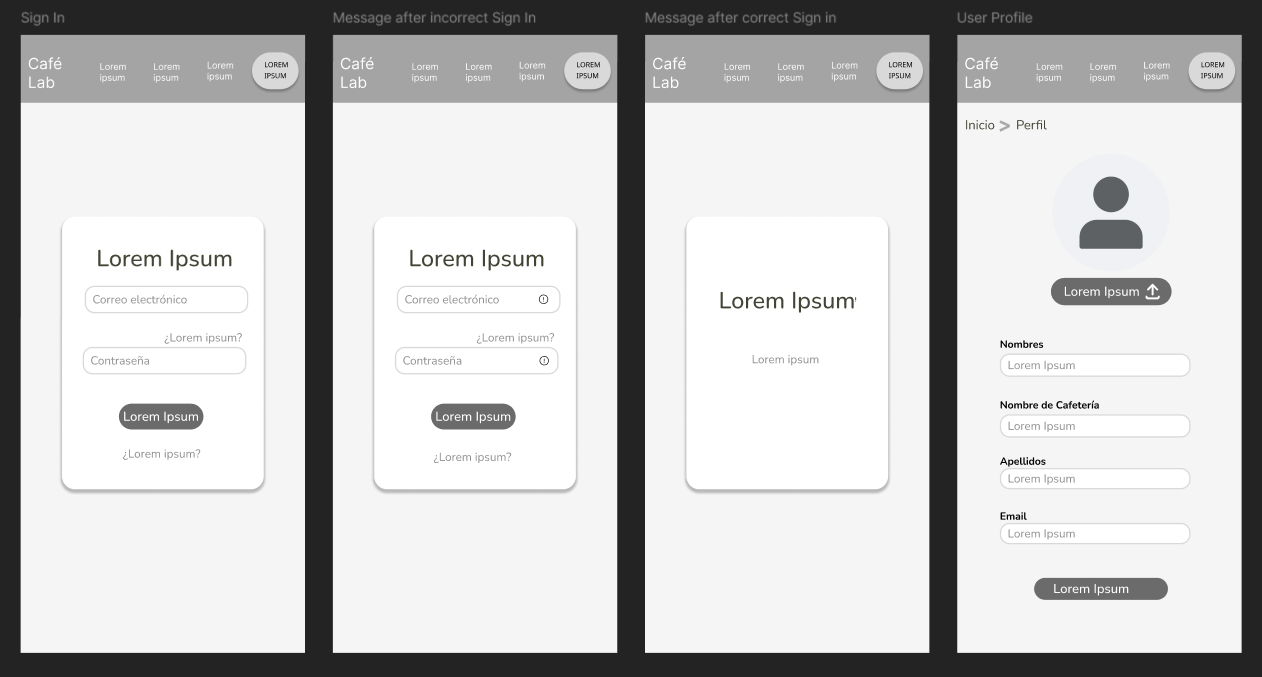 Sign In
Café
Lab
Lorem
ipsum
Lorem
ipsum
Lorem
ipsum
LOREM
IPSUM
Lorem Ipsum
Correo electrónico
¿Lorem ipsum?
Contraseña
Lorem Ipsum
¿Lorem ipsum?
Message after incorrect Sign In
Café
Lab
Lorem
ipsum
Lorem
ipsum
Lorem
ipsum
LOREM
IPSUM
Lorem Ipsum
Correo electrónico
¿Lorem ipsum?
Contraseña
Lorem Ipsum
¿Lorem ipsum?
Message after correct Sign in
Café
Lab
Lorem
ipsum
Lorem
ipsum
Lorem
ipsum
LOREM
IPSUM
Lorem Ipsum
Lorem ipsum
User Profile
Café
Lab
Lorem
ipsum
Lorem
ipsum
Lorem
ipsum
LOREM
IPSUM
Inicio > Perfil
Lorem Ipsum
Nombres
Lorem Ipsum
Nombre de Cafetería
Lorem Ipsum
Apellidos
Lorem Ipsum
Email
Lorem Ipsum
Lorem Ipsum